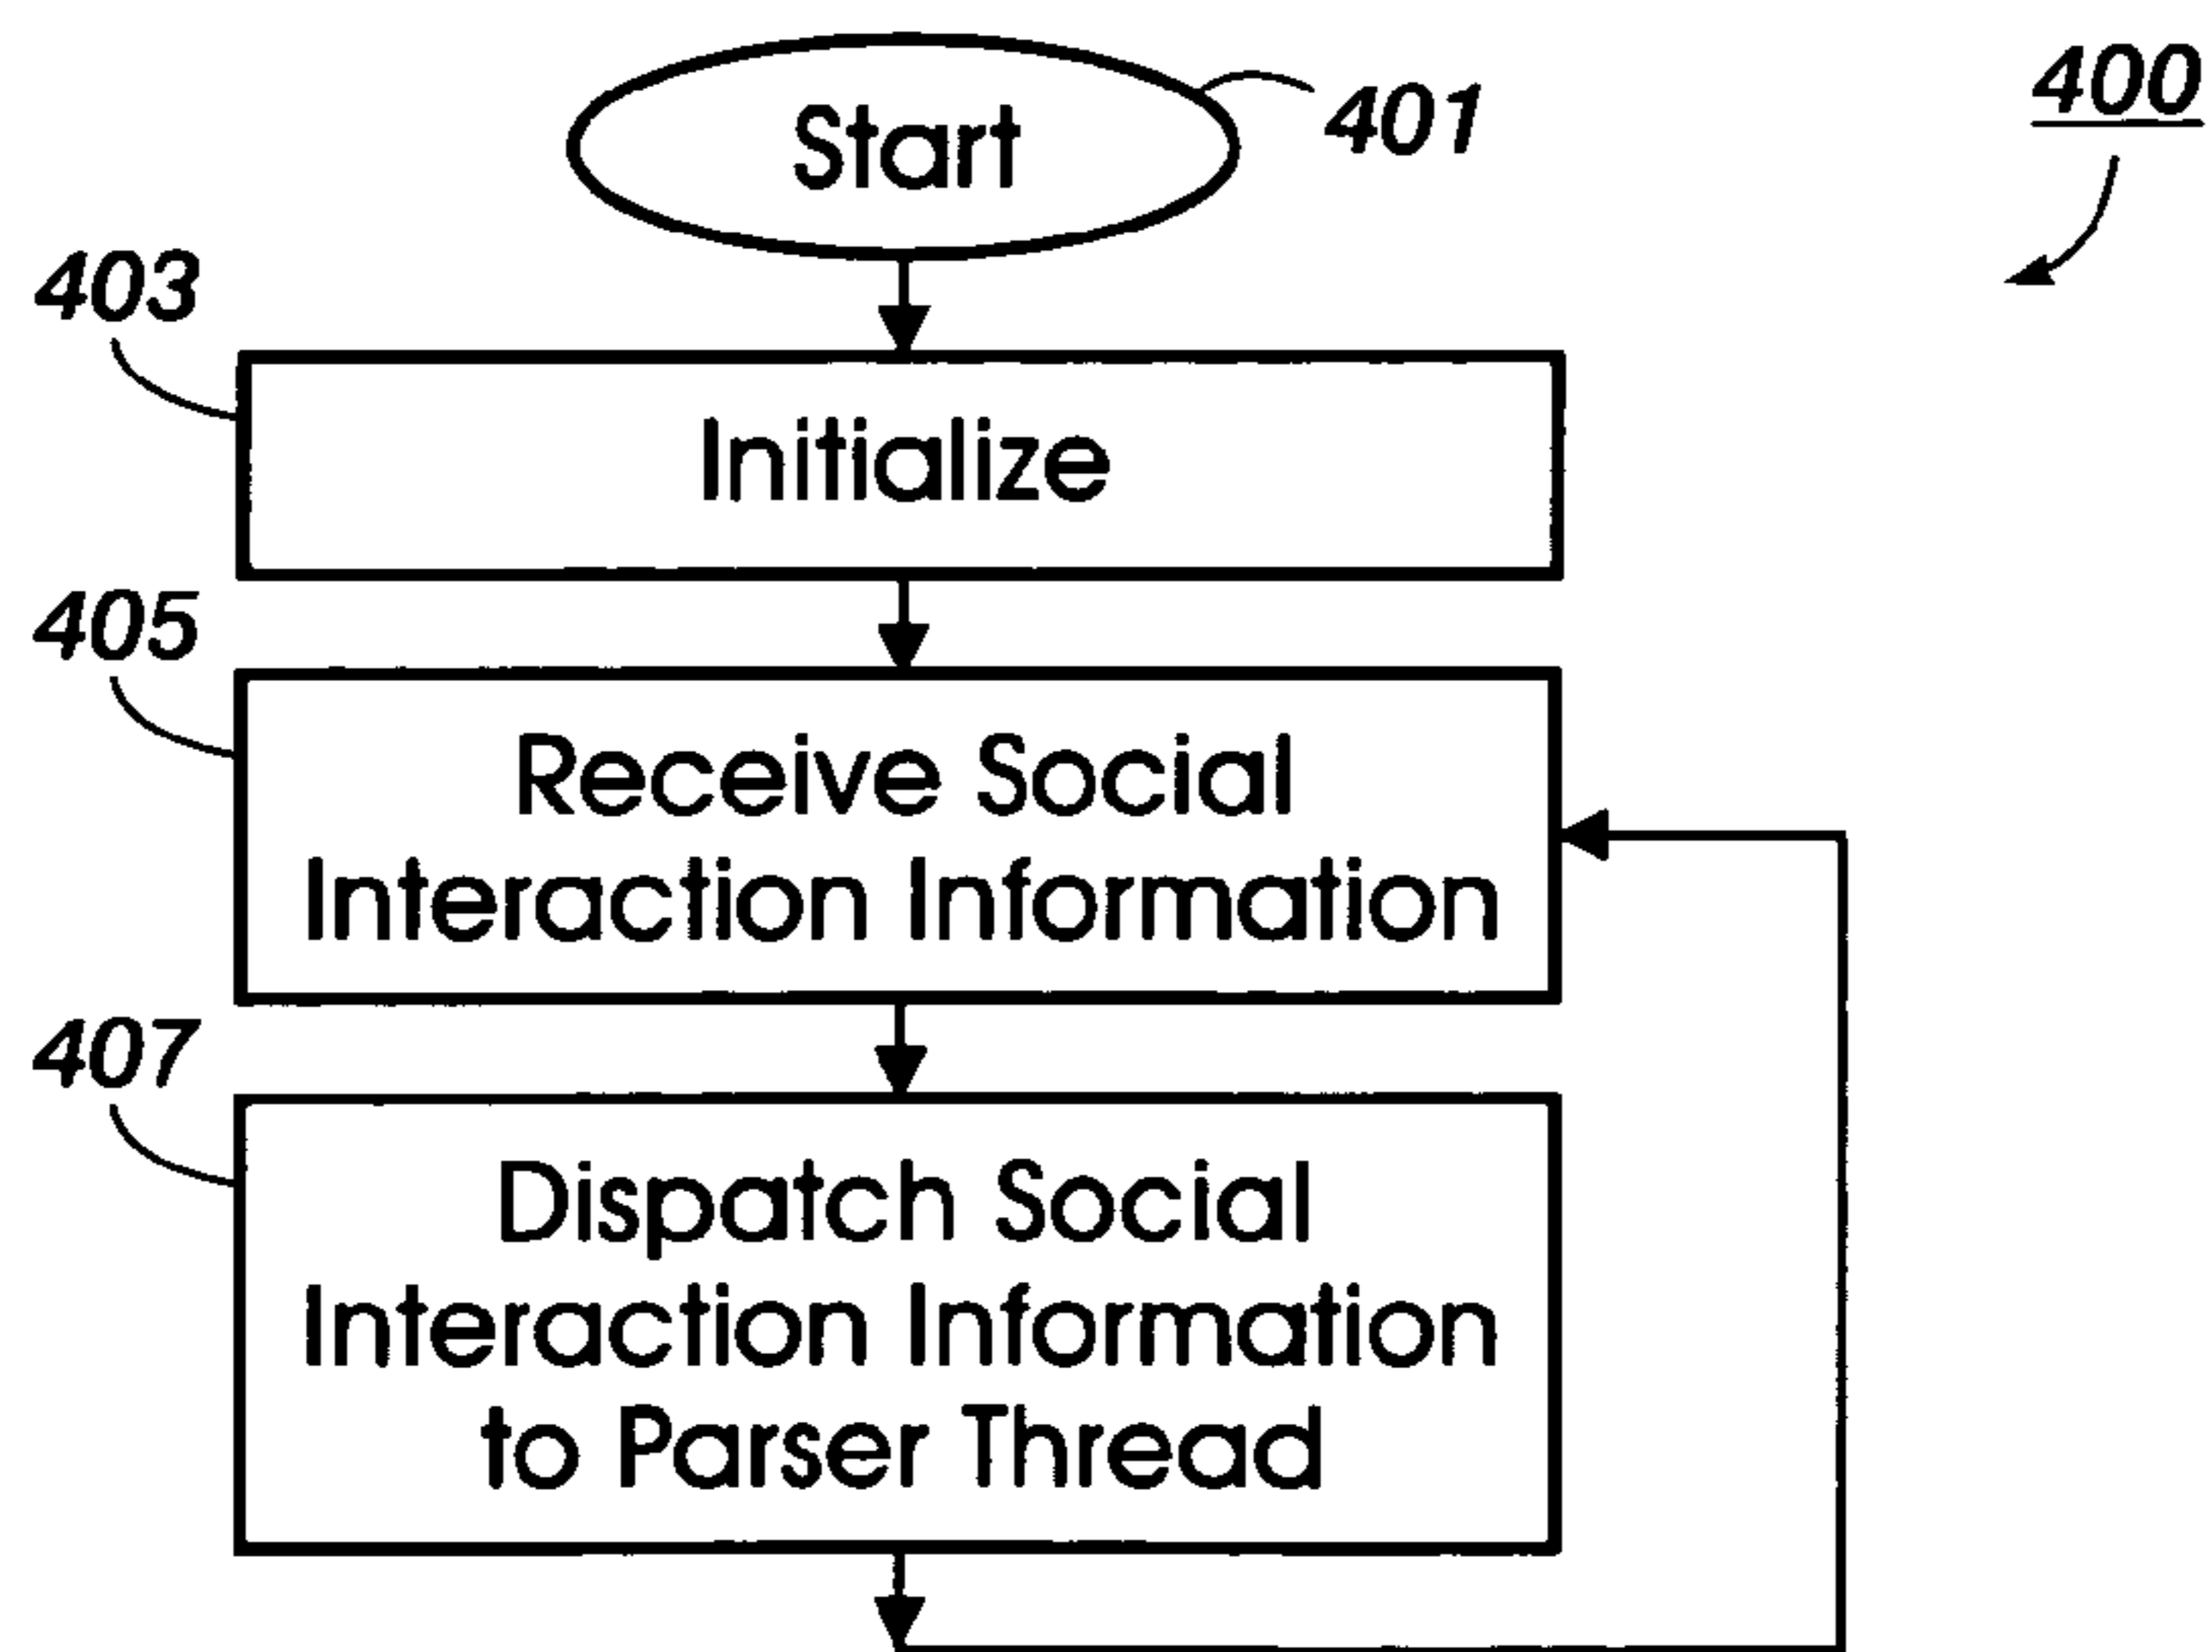 Start
401
400
403
Initialize
405
Receive Social
Interaction Information
407
Dispatch Social
Interaction Information
to Parser Thread